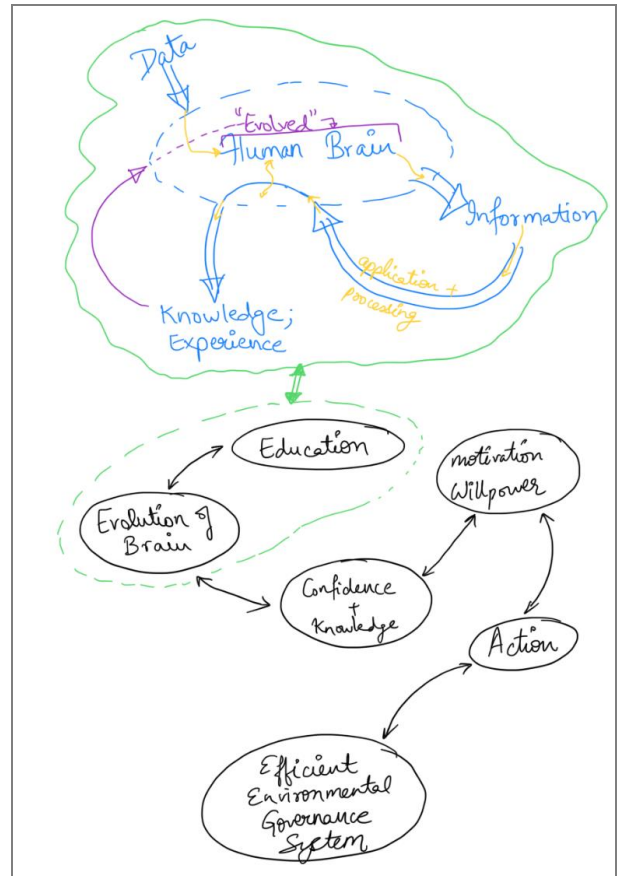 Data
"Evolved"
Human Brain
Information
application +
processing
Knowledge;
Experience
Education
motivation
Willpower
Evolution of
Brain
Confidence
+
Knowledge
Action
Efficient
Environmental
Governance
System